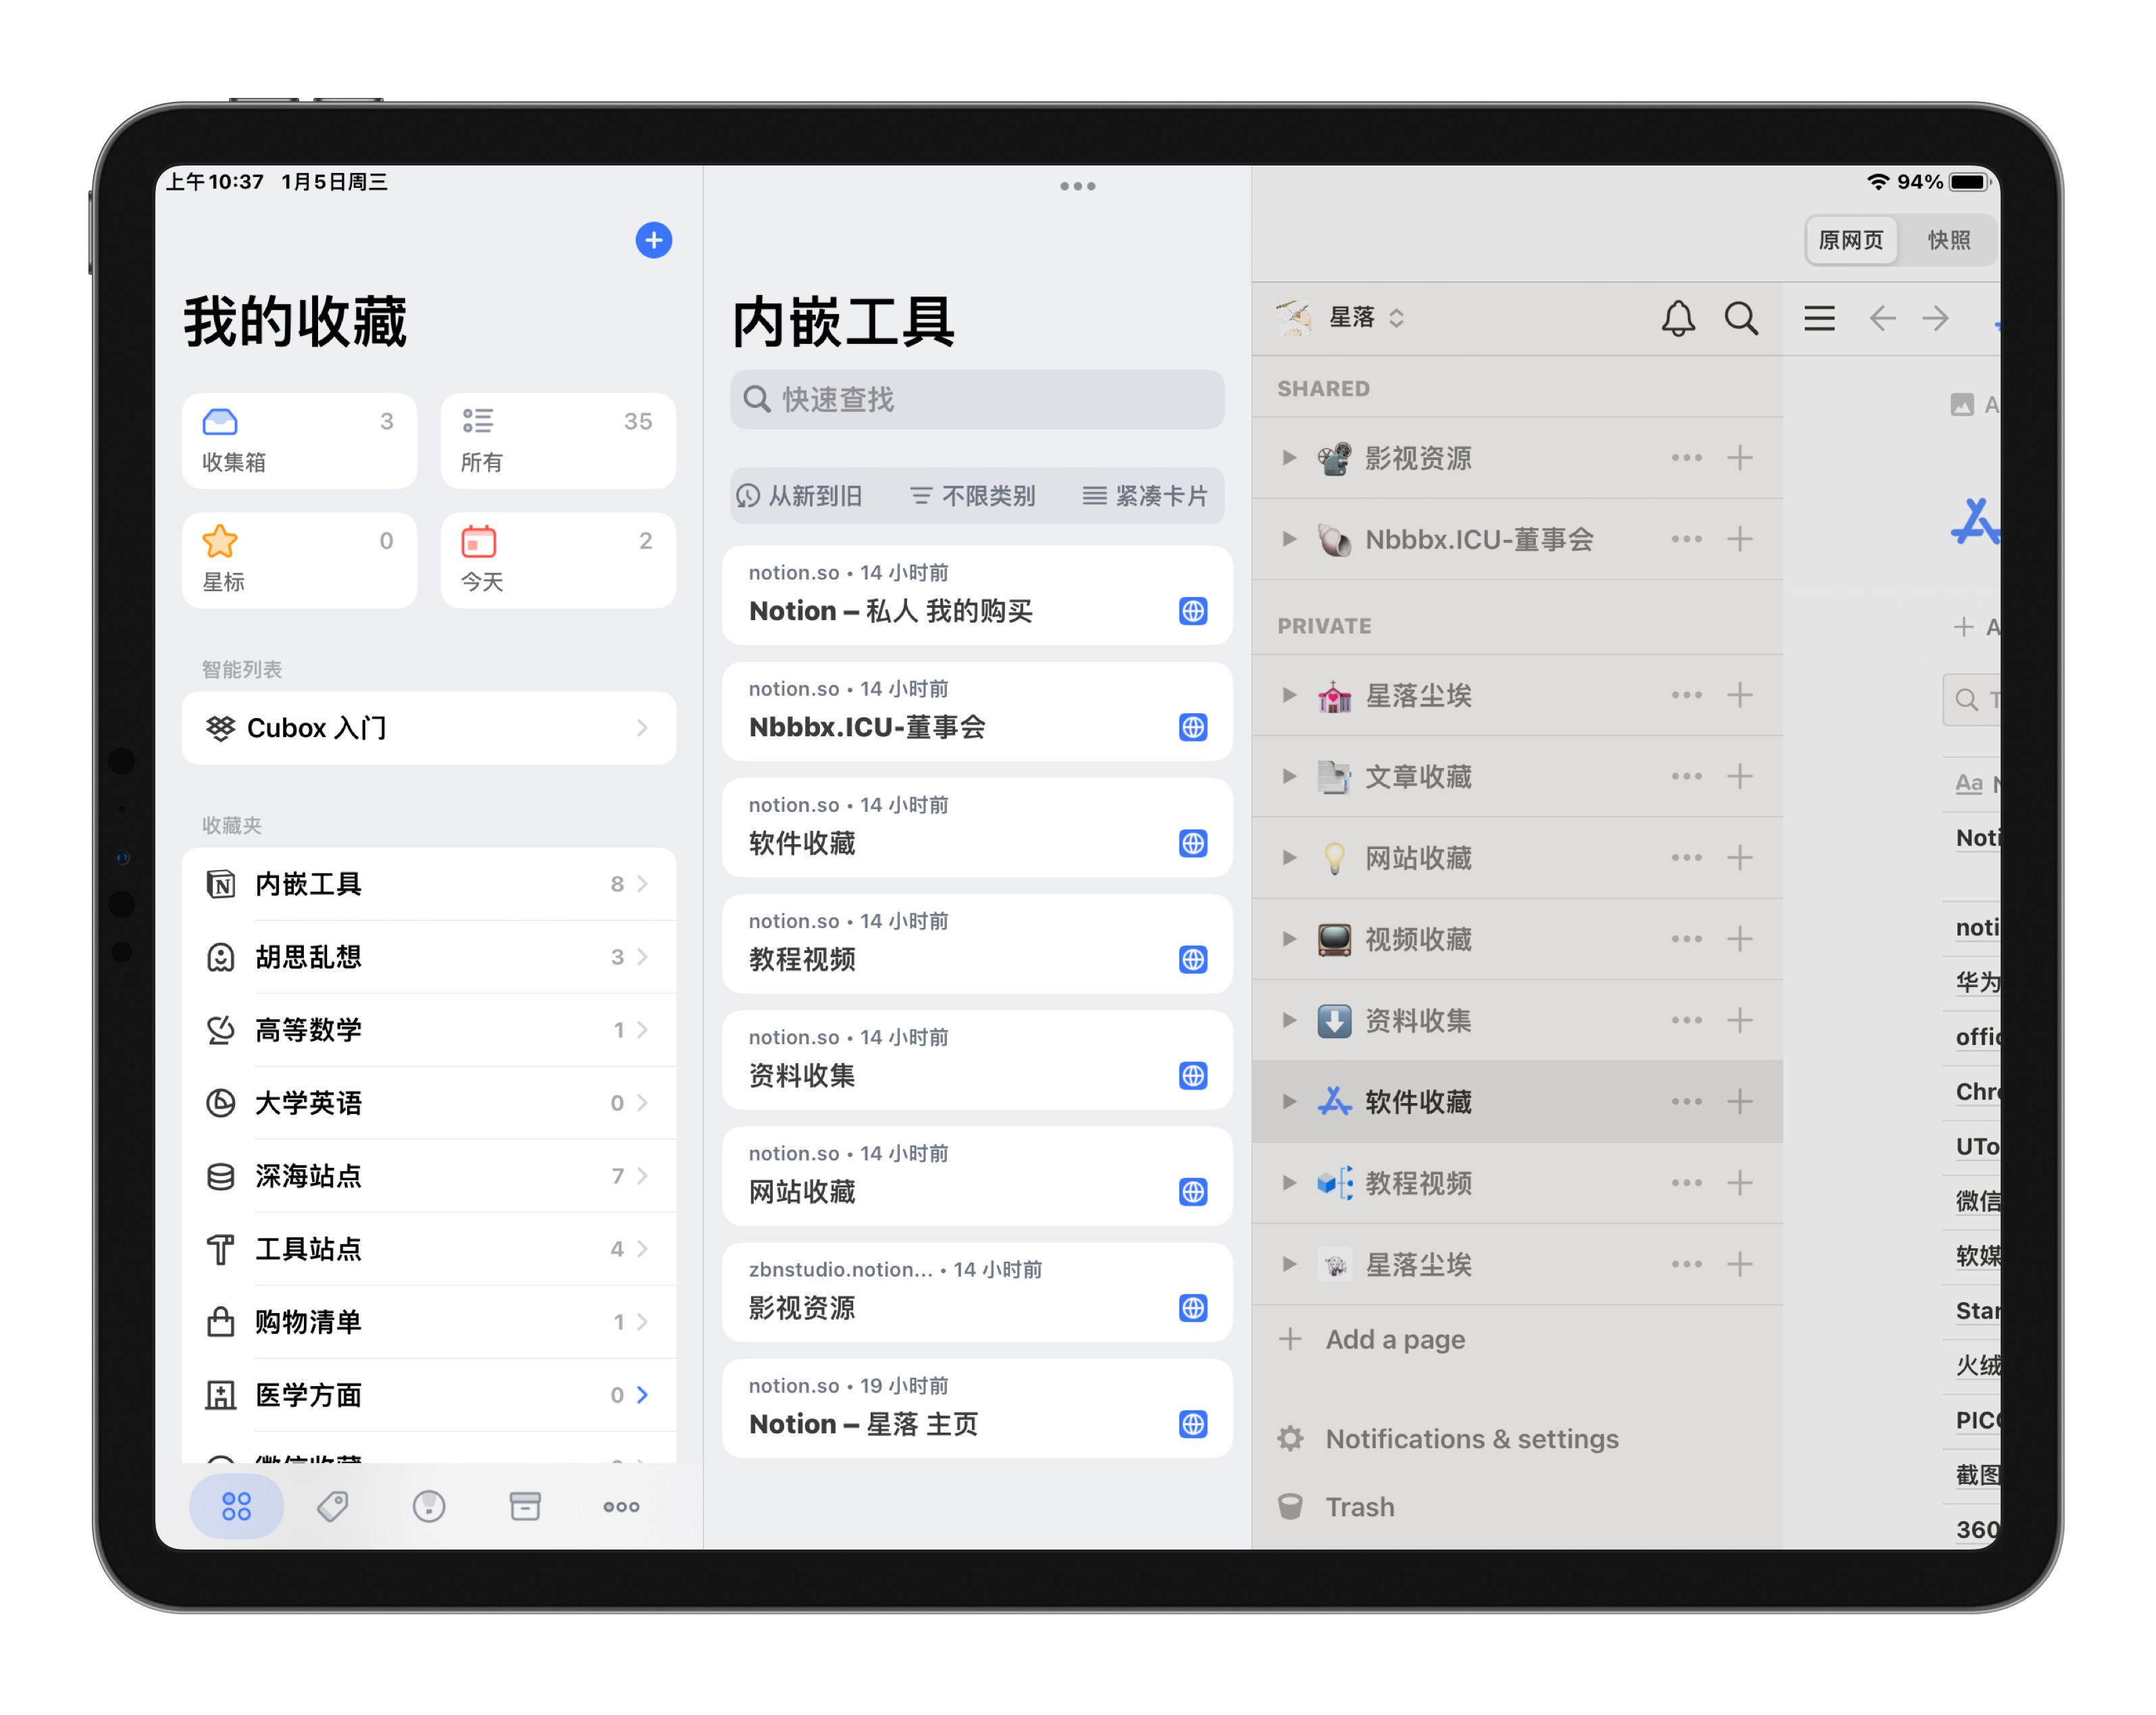 上午10:37 1月5日周三
94%
我的收藏
3
收集箱
35
所有
0
星标
2
今天
智能列表
Cubox 入门
收藏夹
内嵌工具 8
胡思乱想 3
高等数学 1
大学英语 0
深海站点 7
工具站点 4
购物清单 1
医学方面 0
微信收藏
内嵌工具
快速查找
从新到旧 不限类别 紧凑卡片
notion.so • 14 小时前
Notion – 私人 我的购买
notion.so • 14 小时前
Nbbbx.ICU-董事会
notion.so • 14 小时前
软件收藏
notion.so • 14 小时前
教程视频
notion.so • 14 小时前
资料收集
notion.so • 14 小时前
网站收藏
zbnstudio.notion... • 14 小时前
影视资源
notion.so • 19 小时前
Notion – 星落 主页
原网页 快照
星落
SHARED
影视资源
Nbbbx.ICU-董事会
PRIVATE
星落尘埃
文章收藏
网站收藏
视频收藏
资料收集
软件收藏
教程视频
星落尘埃
Add a page
Notifications & settings
Trash
A
A
Aa
Noti
noti
华为
offic
Chr
UTo
微信
软媒
Star
火绒
PIC
截图
360